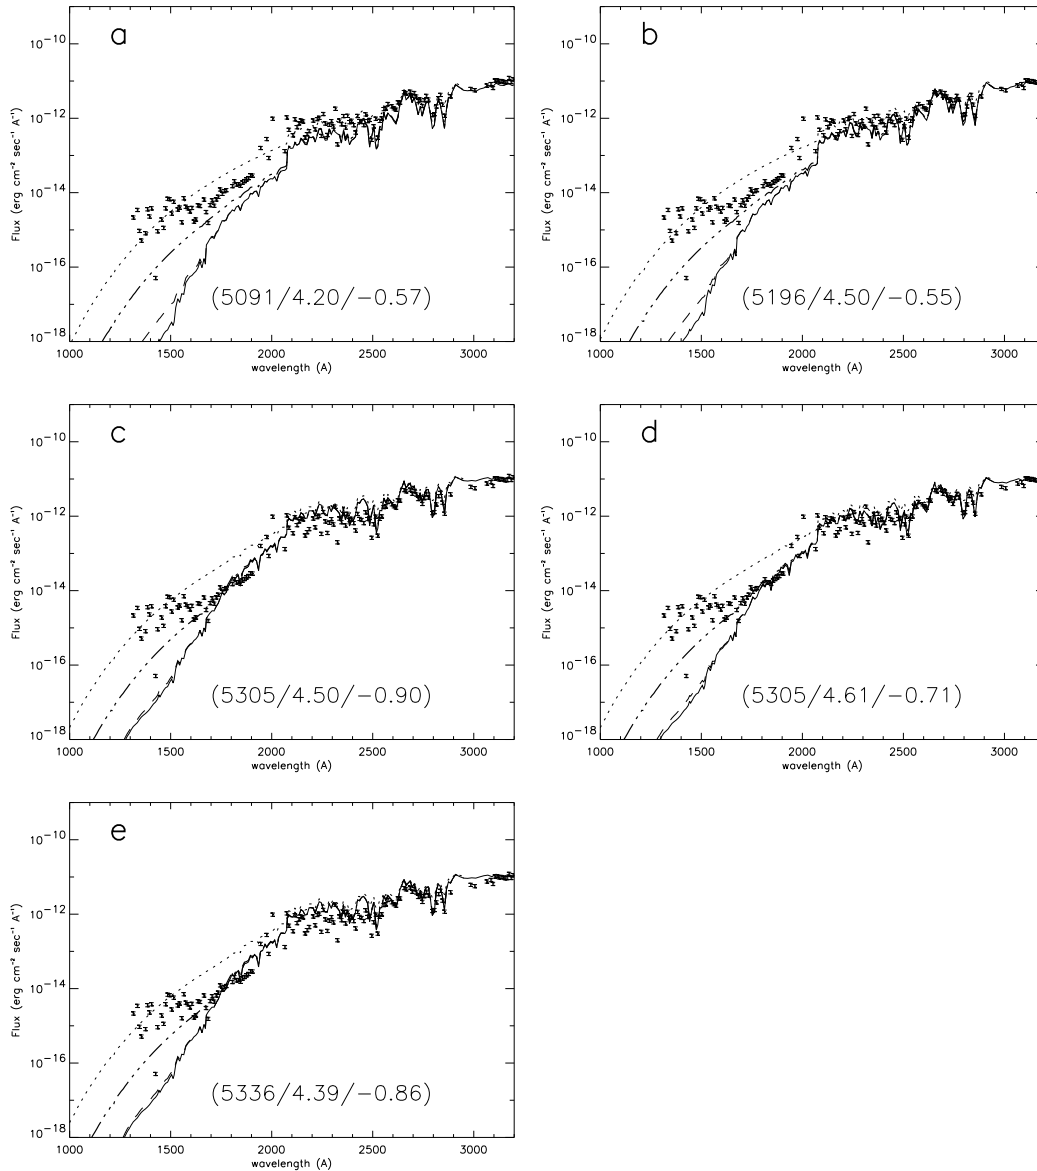 a
10⁻¹⁰
10⁻¹²
10⁻¹⁴
10⁻¹⁶
10⁻¹⁸
Flux (erg cm⁻² sec⁻¹ A⁻¹)
(5091/4.20/−0.57)
1000 1500 2000 2500 3000
wavelength (A)
b
10⁻¹⁰
10⁻¹²
10⁻¹⁴
10⁻¹⁶
10⁻¹⁸
Flux (erg cm⁻² sec⁻¹ A⁻¹)
(5196/4.50/−0.55)
1000 1500 2000 2500 3000
wavelength (A)
c
10⁻¹⁰
10⁻¹²
10⁻¹⁴
10⁻¹⁶
10⁻¹⁸
Flux (erg cm⁻² sec⁻¹ A⁻¹)
(5305/4.50/−0.90)
1000 1500 2000 2500 3000
wavelength (A)
d
10⁻¹⁰
10⁻¹²
10⁻¹⁴
10⁻¹⁶
10⁻¹⁸
Flux (erg cm⁻² sec⁻¹ A⁻¹)
(5305/4.61/−0.71)
1000 1500 2000 2500 3000
wavelength (A)
e
10⁻¹⁰
10⁻¹²
10⁻¹⁴
10⁻¹⁶
10⁻¹⁸
Flux (erg cm⁻² sec⁻¹ A⁻¹)
(5336/4.39/−0.86)
1000 1500 2000 2500 3000
wavelength (A)